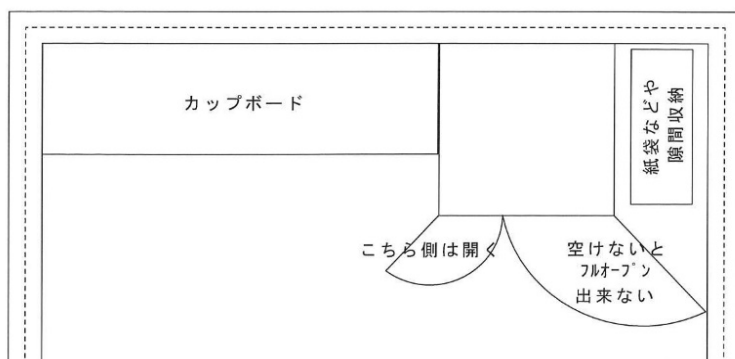 カップボード
紙袋などや
隙間収納
こちら側は開く
空けないと
フルオープン
出来ない